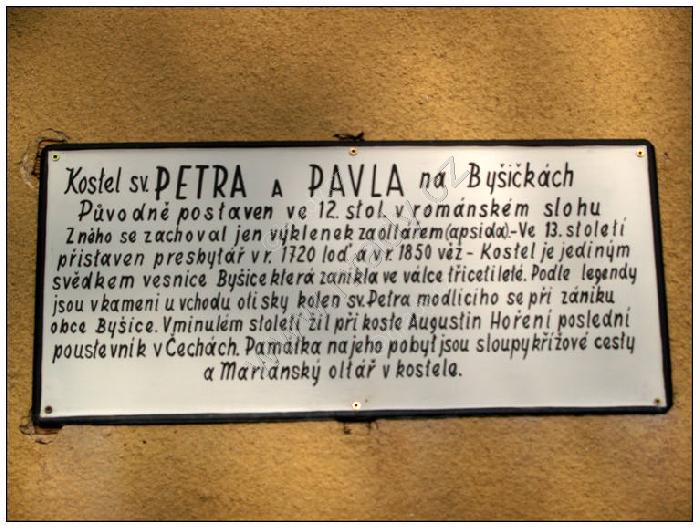 Kostel sv. PETRA A PAVLA na Byšičkách
Původně postaven ve 12. stol. v románském slohu
Z něho se zachoval jen výklenek za oltářem (apsida). - Ve 13. století
přistaven presbytář v r. 1720 loď a v r. 1850 věž - Kostel je jediným
svědkem vesnice Byšice která zanikla ve válce třicetileté. Podle legendy
jsou v kameni u vchodu otisky kolen sv. Petra modlícího se při zániku
obce Byšice. V minulém století žil při koste Augustin Hoření poslední
poustevník v Čechách. Památka na jeho pobyt jsou sloupy křížové cesty
a Mariánský oltář v kostele.